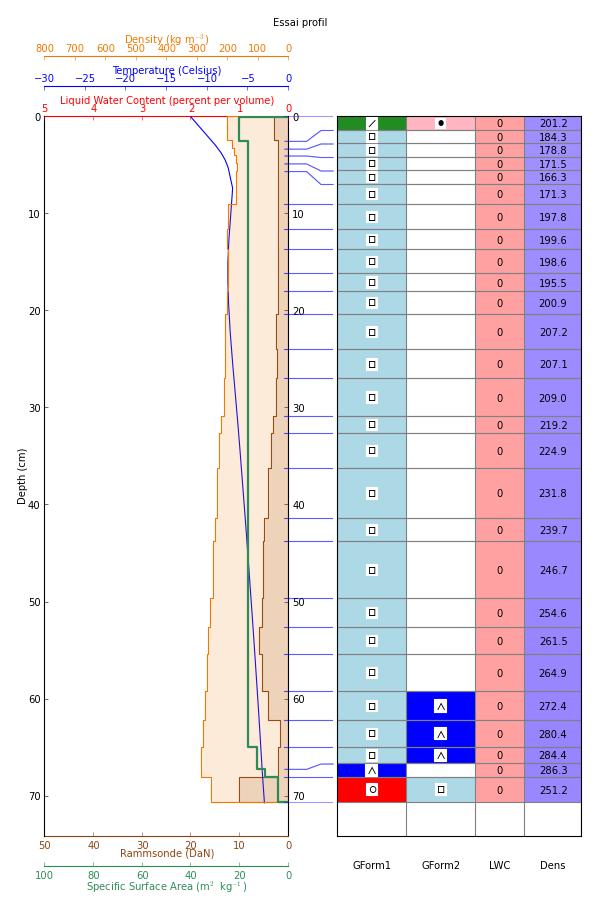 Essai profil
Density (kg m⁻³)
800 700 600 500 400 300 200 100 0
Temperature (Celsius)
−30 −25 −20 −15 −10 −5 0
Liquid Water Content (percent per volume)
5 4 3 2 1 0
0 0 201.2
184.3
0 178.8
0 171.5
0 166.3
0 171.3
10 10 0 197.8
0 199.6
0 198.6
0 195.5
20 20 0 200.9
0 207.2
0 207.1
30 30 0 209.0
0 219.2
0 224.9
Depth (cm)
40 40 0 231.8
0 239.7
0 246.7
50 50 0 254.6
0 261.5
0 264.9
60 60 0 272.4
0 280.4
0 284.4
0 286.3
70 70 0 251.2
50 40 30 20 10 0
Rammsonde (DaN)
GForm1 GForm2 LWC Dens
100 80 60 40 20 0
Specific Surface Area (m² kg⁻¹)